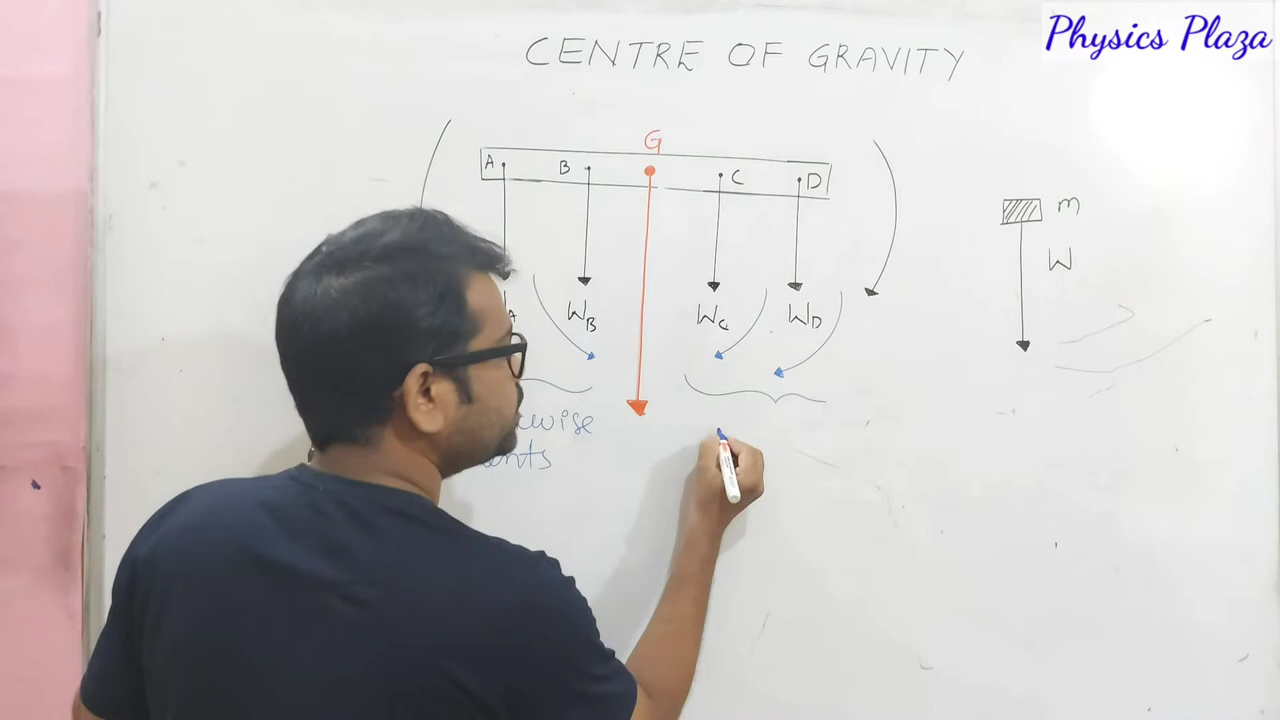 Physics Plaza
CENTRE OF GRAVITY
G
A B C D
m
W
W_B W_C W_D